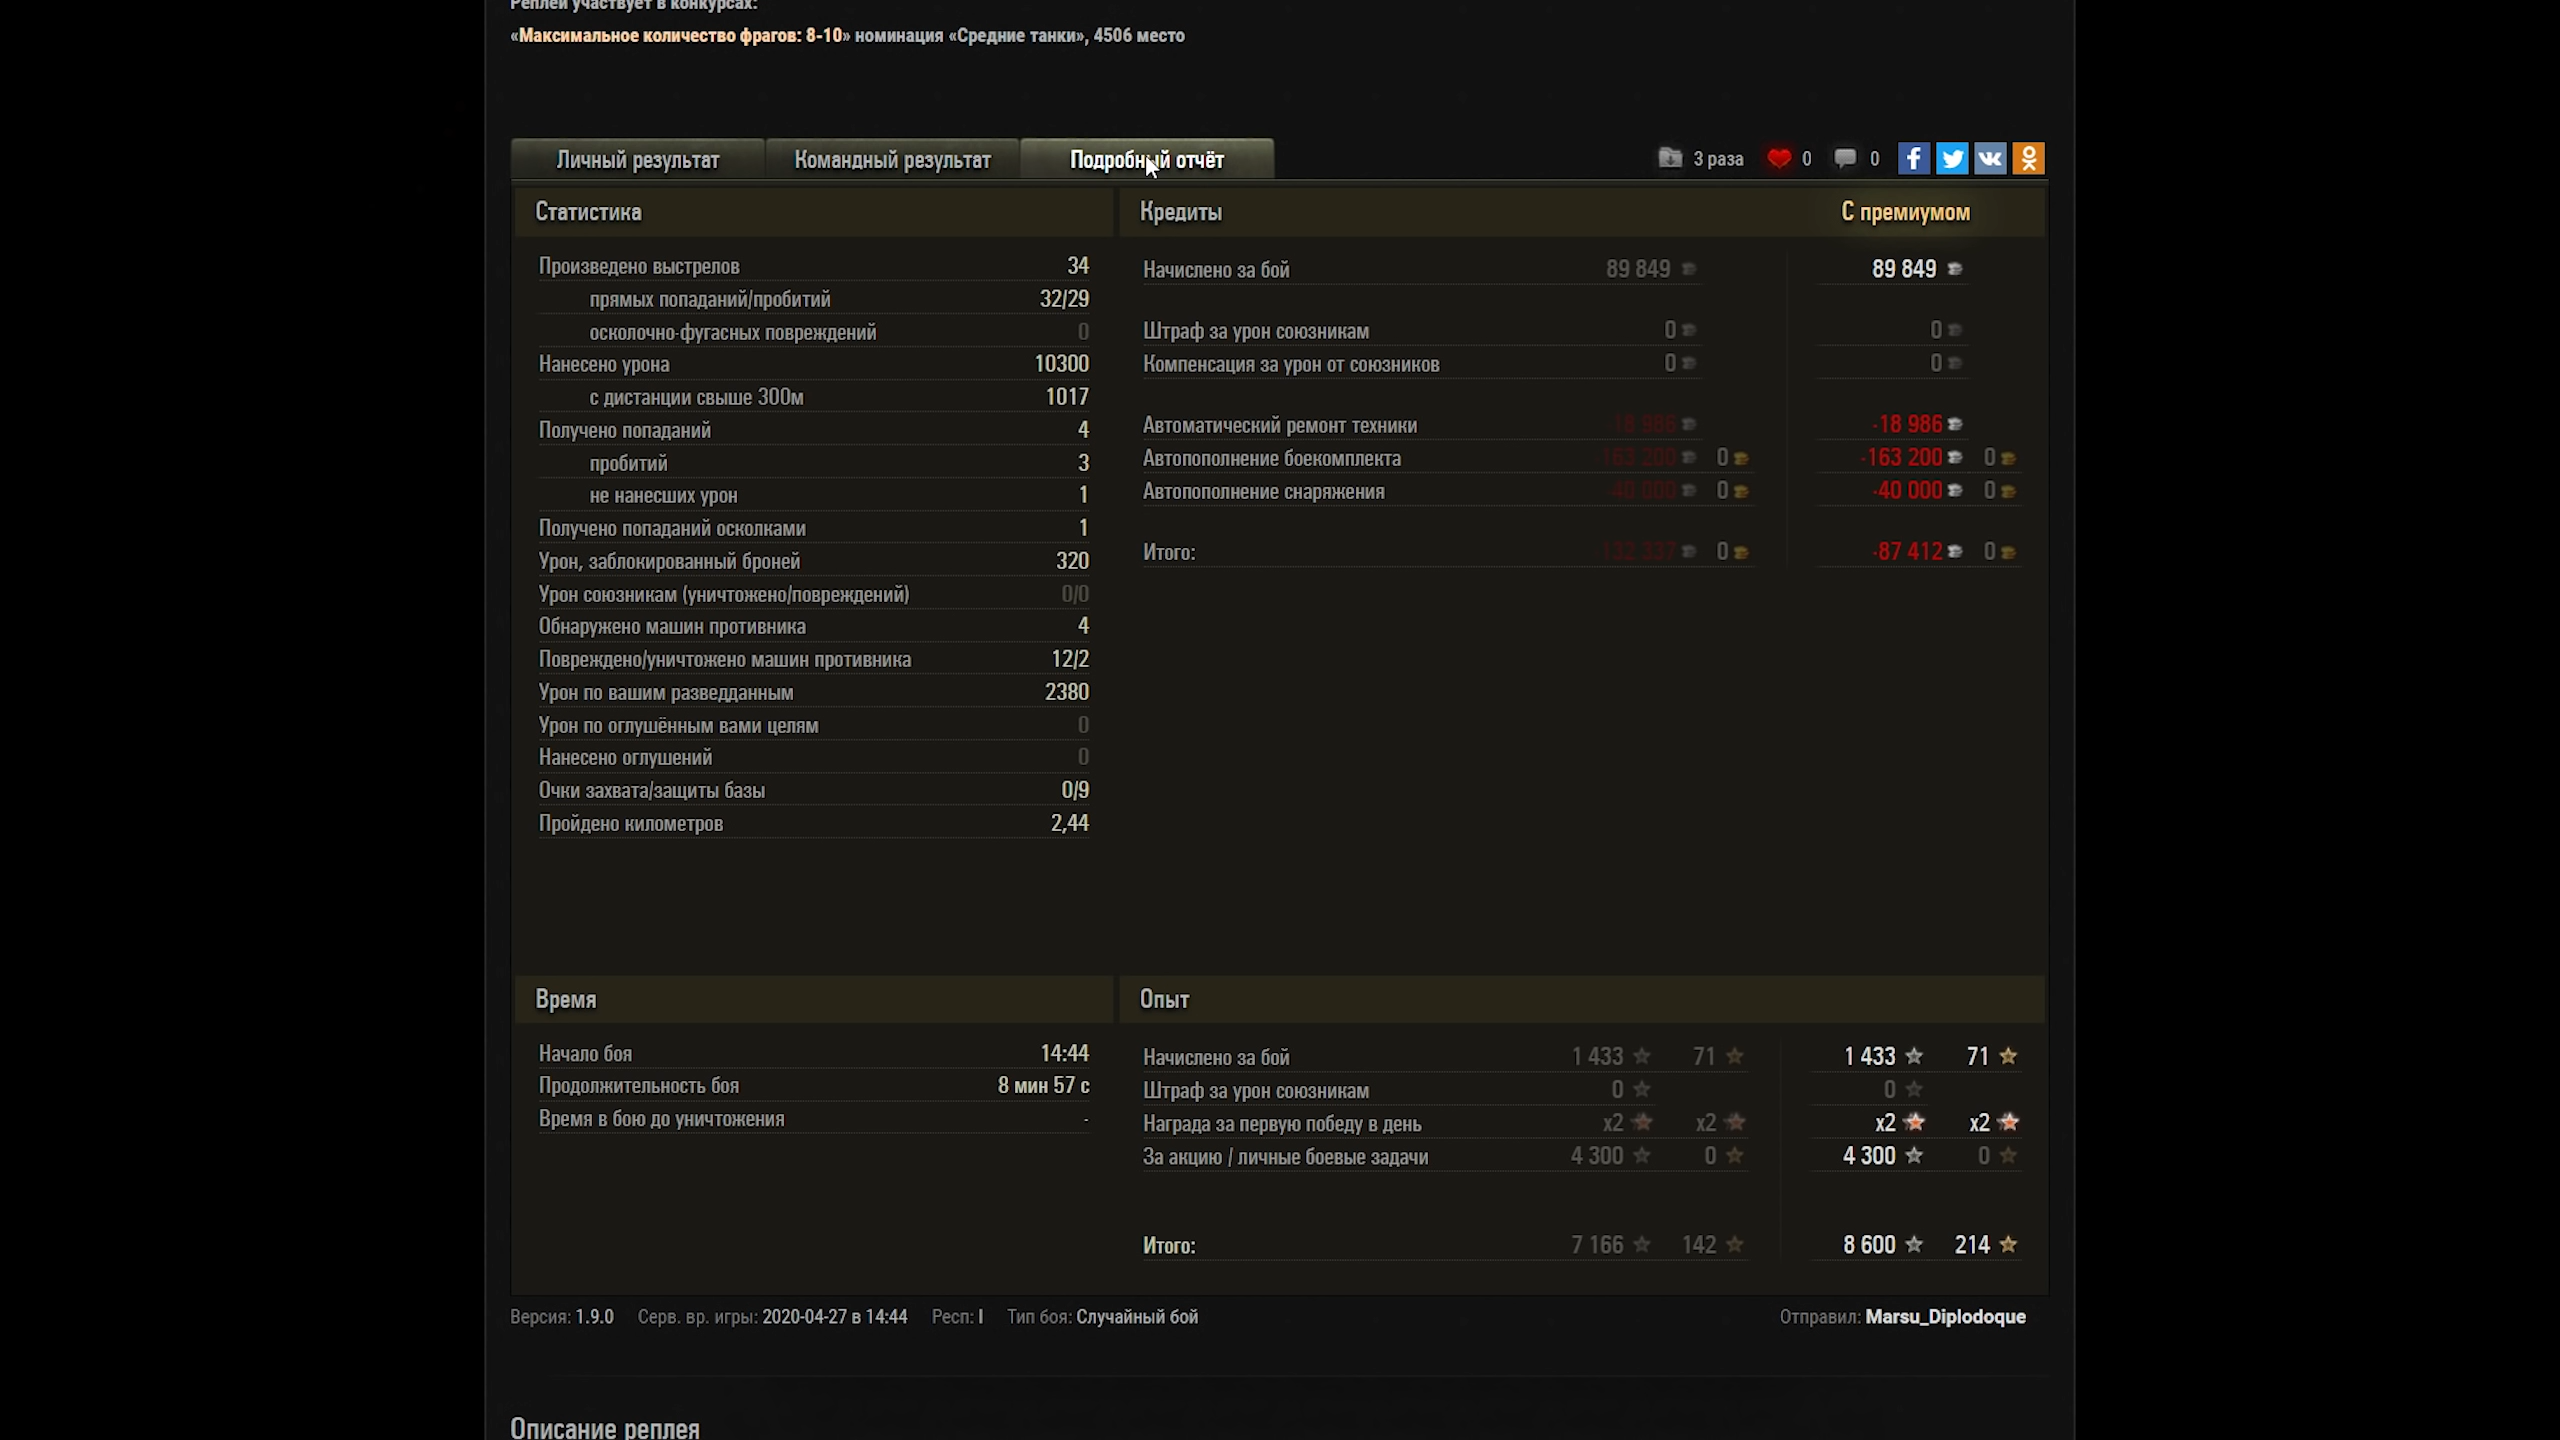 Реплей участвует в конкурсах:
«Максимальное количество фрагов: 8-10» номинация «Средние танки», 4506 место
Личный результат Командный результат Подробный отчёт 3 раза 0 0
Статистика
Произведено выстрелов 34
прямых попаданий/пробитий 32/29
осколочно-фугасных повреждений 0
Нанесено урона 10300
с дистанции свыше 300м 1017
Получено попаданий 4
пробитий 3
не нанесших урон 1
Получено попаданий осколками 1
Урон, заблокированный броней 320
Урон союзникам (уничтожено/повреждений) 0/0
Обнаружено машин противника 4
Повреждено/уничтожено машин противника 12/2
Урон по вашим разведданным 2380
Урон по оглушённым вами целям 0
Нанесено оглушений 0
Очки захвата/защиты базы 0/9
Пройдено километров 2,44
Кредиты С премиумом
Начислено за бой 89 849 89 849
Штраф за урон союзникам 0 0
Компенсация за урон от союзников 0 0
Автоматический ремонт техники -18 986 -18 986
Автопополнение боекомплекта -163 200 0 -163 200 0
Автопополнение снаряжения -40 000 0 -40 000 0
Итого: -132 337 0 -87 412 0
Время
Начало боя 14:44
Продолжительность боя 8 мин 57 с
Время в бою до уничтожения -
Опыт
Начислено за бой 1 433 71 1 433 71
Штраф за урон союзникам 0 0
Награда за первую победу в день x2 x2 x2 x2
За акцию / личные боевые задачи 4 300 0 4 300 0
Итого: 7 166 142 8 600 214
Версия: 1.9.0 Серв. вр. игры: 2020-04-27 в 14:44 Респ: I Тип боя: Случайный бой Отправил: Marsu_Diplodoque
Описание реплея